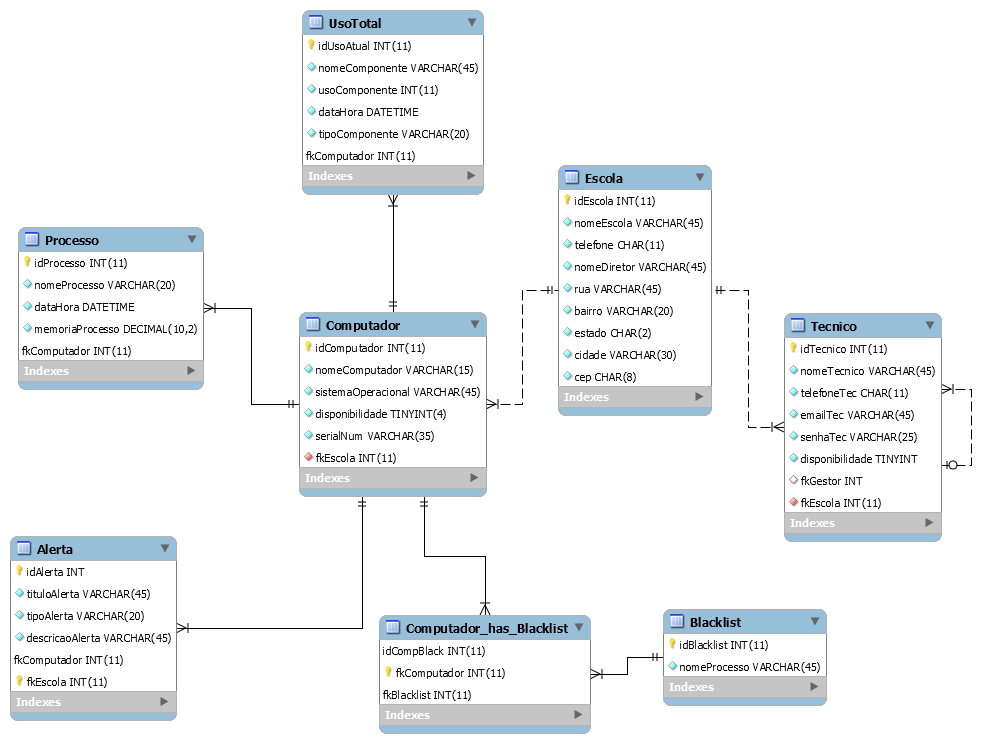 UsoTotal
idUsoAtual INT(11)
nomeComponente VARCHAR(45)
usoComponente INT(11)
dataHora DATETIME
tipoComponente VARCHAR(20)
fkComputador INT(11)
Indexes
Escola
idEscola INT(11)
nomeEscola VARCHAR(45)
telefone CHAR(11)
nomeDiretor VARCHAR(45)
rua VARCHAR(45)
bairro VARCHAR(20)
estado CHAR(2)
cidade VARCHAR(30)
cep CHAR(8)
Indexes
Processo
idProcesso INT(11)
nomeProcesso VARCHAR(20)
dataHora DATETIME
memoriaProcesso DECIMAL(10,2)
fkComputador INT(11)
Indexes
Computador
idComputador INT(11)
nomeComputador VARCHAR(15)
sistemaOperacional VARCHAR(45)
disponibilidade TINYINT(4)
serialNum VARCHAR(35)
fkEscola INT(11)
Indexes
Tecnico
idTecnico INT(11)
nomeTecnico VARCHAR(45)
telefoneTec CHAR(11)
emailTec VARCHAR(45)
senhaTec VARCHAR(25)
disponibilidade TINYINT
fkGestor INT
fkEscola INT(11)
Indexes
Alerta
idAlerta INT
tituloAlerta VARCHAR(45)
tipoAlerta VARCHAR(20)
descricaoAlerta VARCHAR(45)
fkComputador INT(11)
fkEscola INT(11)
Indexes
Computador_has_Blacklist
idCompBlack INT(11)
fkComputador INT(11)
fkBlacklist INT(11)
Indexes
Blacklist
idBlacklist INT(11)
nomeProcesso VARCHAR(45)
Indexes